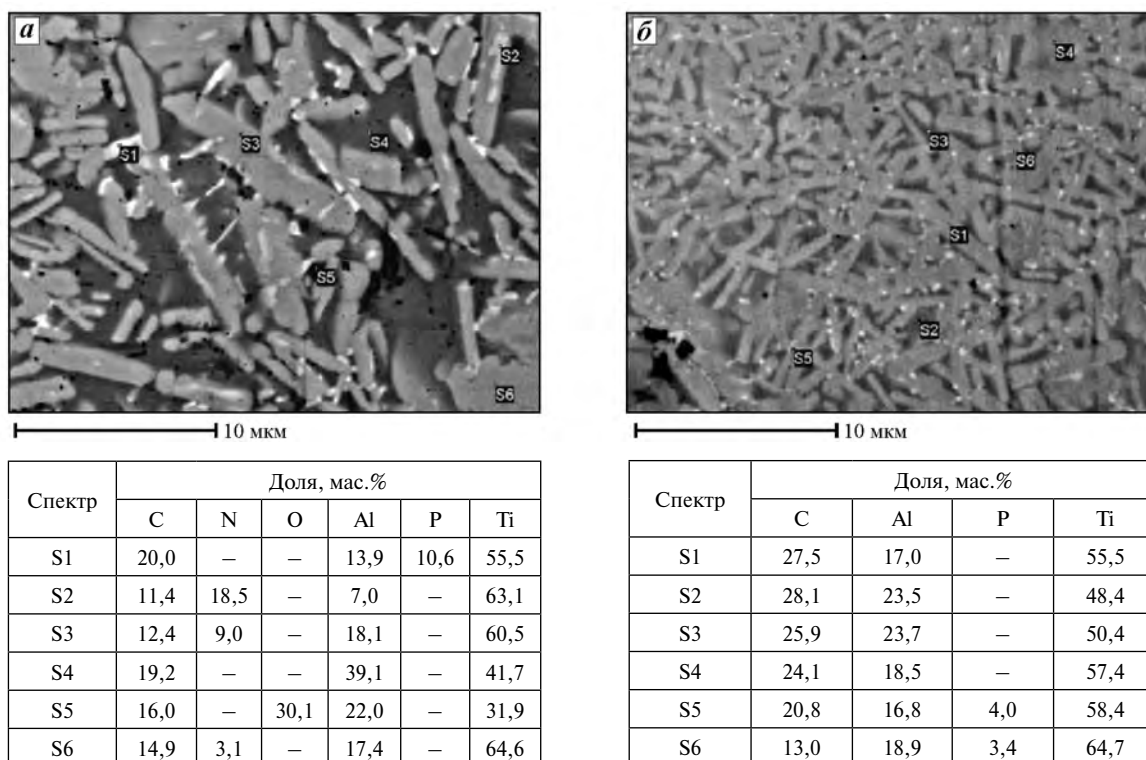 а
S2
S1
S3
S4
S5
S6
10 мкм
б
S4
S3
S6
S1
S2
S5
10 мкм
Спектр
Доля, мас.%
C N O Al P Ti
S1 20,0 – – 13,9 10,6 55,5
S2 11,4 18,5 – 7,0 – 63,1
S3 12,4 9,0 – 18,1 – 60,5
S4 19,2 – – 39,1 – 41,7
S5 16,0 – 30,1 22,0 – 31,9
S6 14,9 3,1 – 17,4 – 64,6
Спектр
Доля, мас.%
C Al P Ti
S1 27,5 17,0 – 55,5
S2 28,1 23,5 – 48,4
S3 25,9 23,7 – 50,4
S4 24,1 18,5 – 57,4
S5 20,8 16,8 4,0 58,4
S6 13,0 18,9 3,4 64,7